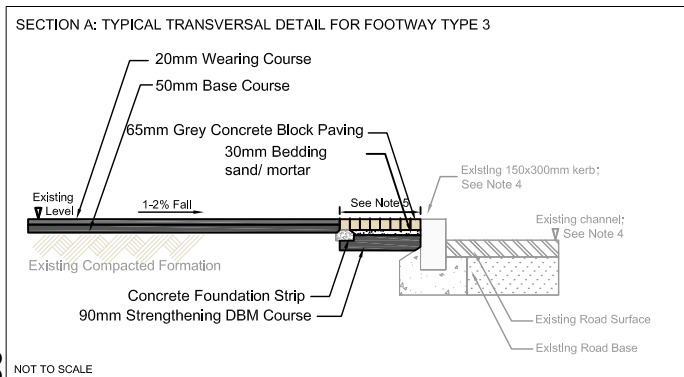 SECTION A: TYPICAL TRANSVERSAL DETAIL FOR FOOTWAY TYPE 3
20mm Wearing Course
50mm Base Course
65mm Grey Concrete Block Paving
30mm Bedding
sand/ mortar
Existing 150x300mm kerb;
See Note 4
Existing
Level
1-2% Fall
See Note 5
Existing channel;
See Note 4
Existing Compacted Formation
Concrete Foundation Strip
90mm Strengthening DBM Course
Existing Road Surface
Existing Road Base
NOT TO SCALE